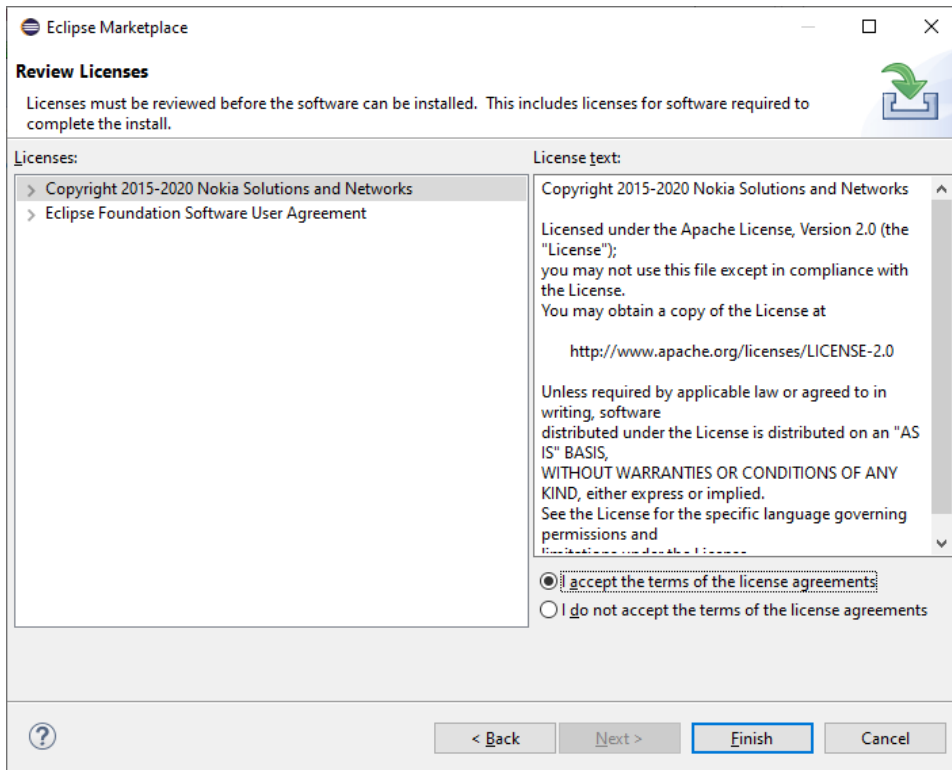 Eclipse Marketplace
Review Licenses
Licenses must be reviewed before the software can be installed.  This includes licenses for software required to
complete the install.
Licenses:
Copyright 2015-2020 Nokia Solutions and Networks
Eclipse Foundation Software User Agreement
License text:
Copyright 2015-2020 Nokia Solutions and Networks
Licensed under the Apache License, Version 2.0 (the
"License");
you may not use this file except in compliance with
the License.
You may obtain a copy of the License at
http://www.apache.org/licenses/LICENSE-2.0
Unless required by applicable law or agreed to in
writing, software
distributed under the License is distributed on an "AS
IS" BASIS,
WITHOUT WARRANTIES OR CONDITIONS OF ANY
KIND, either express or implied.
See the License for the specific language governing
permissions and
limitations under the License
I accept the terms of the license agreements
I do not accept the terms of the license agreements
?
< Back
Next >
Finish
Cancel